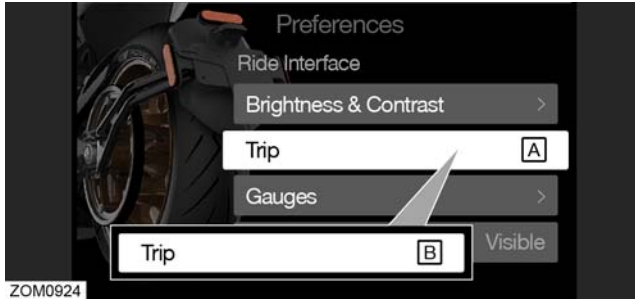 Preferences
Ride Interface
Brightness & Contrast >
Trip A
Gauges >
Visible
Trip B
ZOM0924